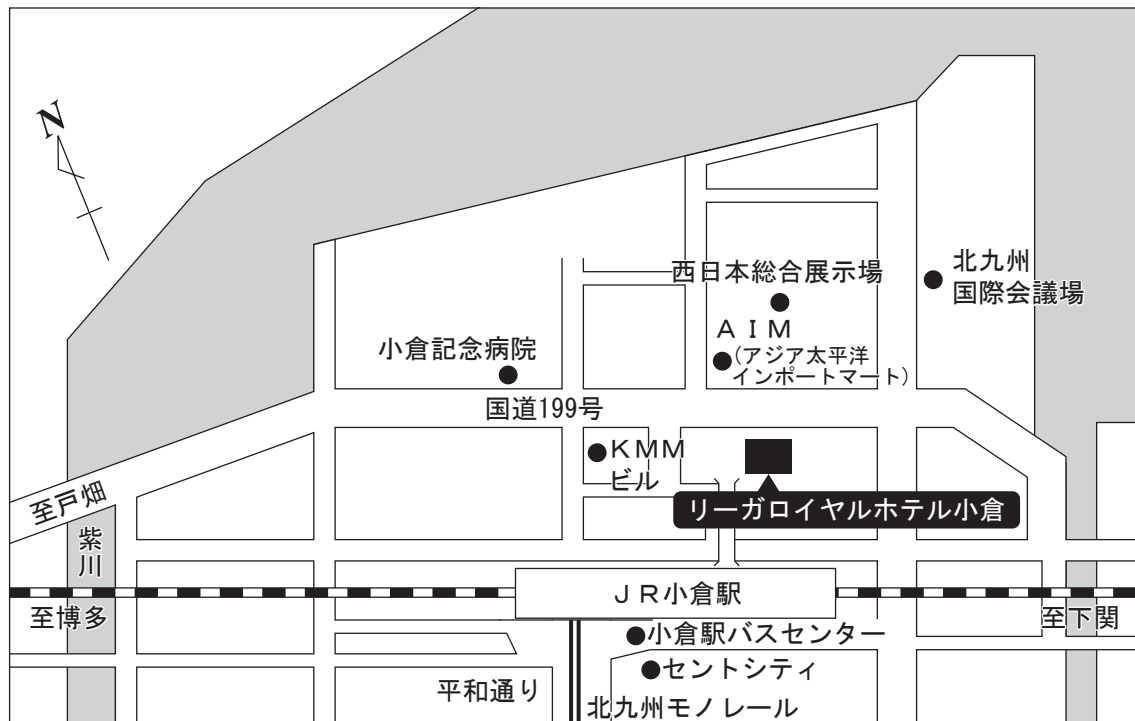 N
西日本総合展示場
北九州
国際会議場
AIM
(アジア太平洋
インポートマート)
小倉記念病院
国道199号
KMM
ビル
至戸畑
リーガロイヤルホテル小倉
紫川
JR小倉駅
至博多
至下関
小倉駅バスセンター
セントシティ
平和通り
北九州モノレール